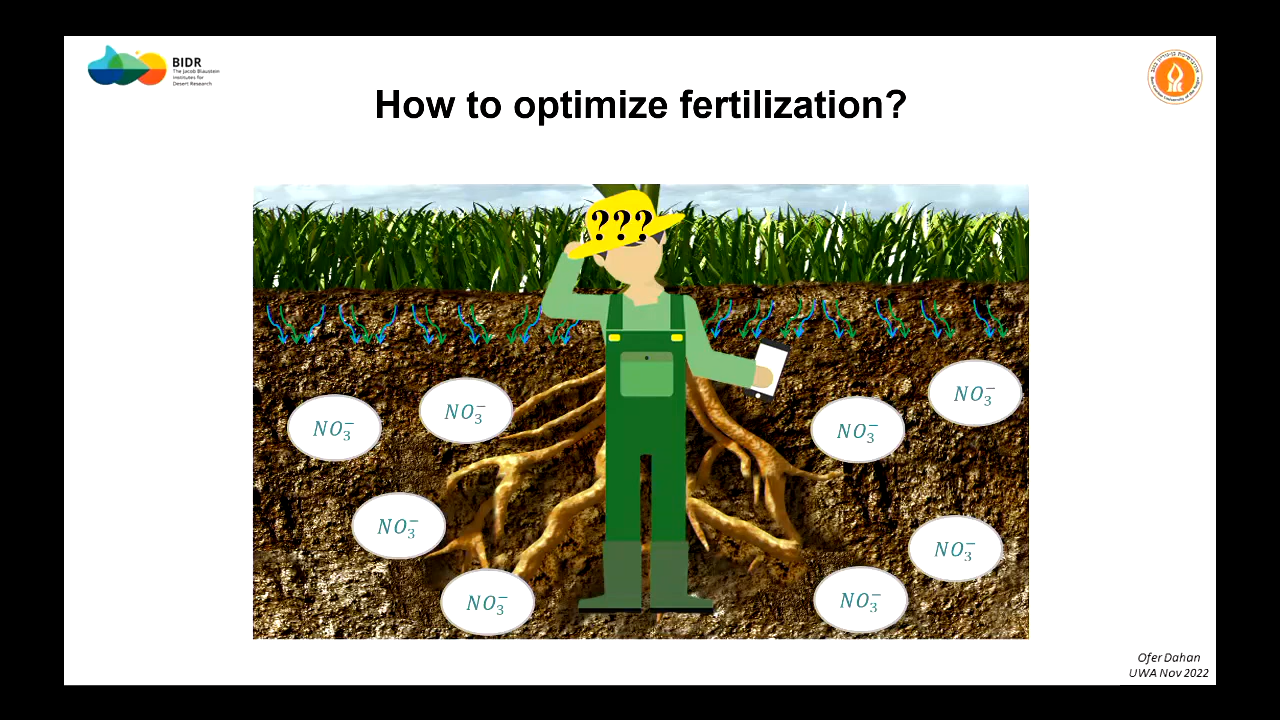 BIDR
The Jacob Blaustein
Institutes for
Desert Research
How to optimize fertilization?
???
NO₃⁻
NO₃⁻
NO₃⁻
NO₃⁻
NO₃⁻
NO₃⁻
NO₃⁻
NO₃⁻
Ofer Dahan
UWA Nov 2022